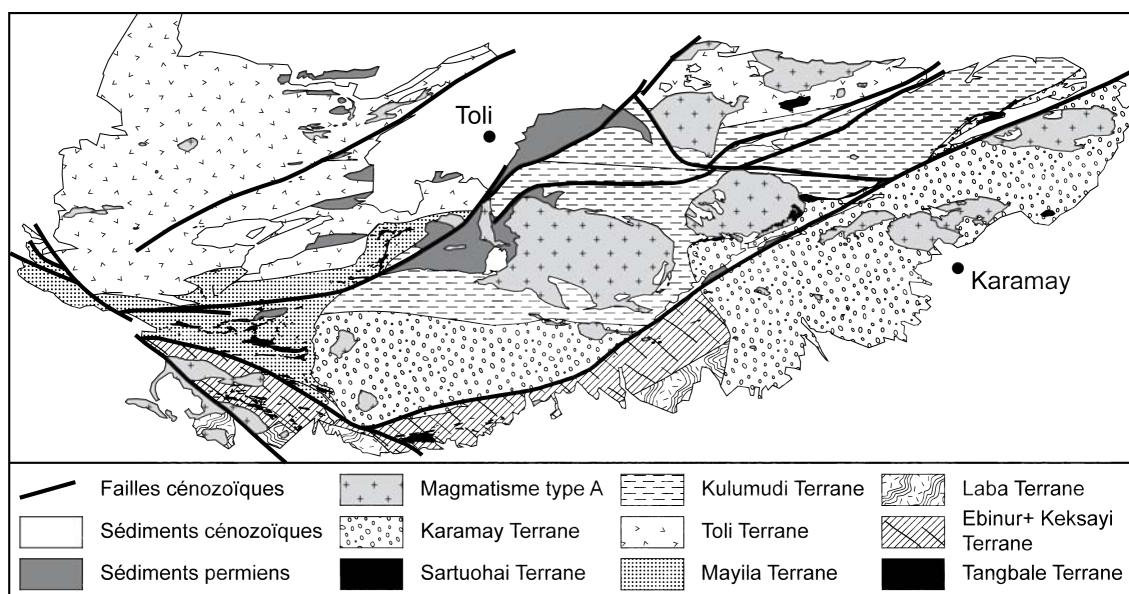 Toli
Karamay
Failles cénozoïques
Magmatisme type A
Kulumudi Terrane
Laba Terrane
Sédiments cénozoïques
Karamay Terrane
Toli Terrane
Ebinur+ Keksayi
Terrane
Sédiments permiens
Sartuohai Terrane
Mayila Terrane
Tangbale Terrane